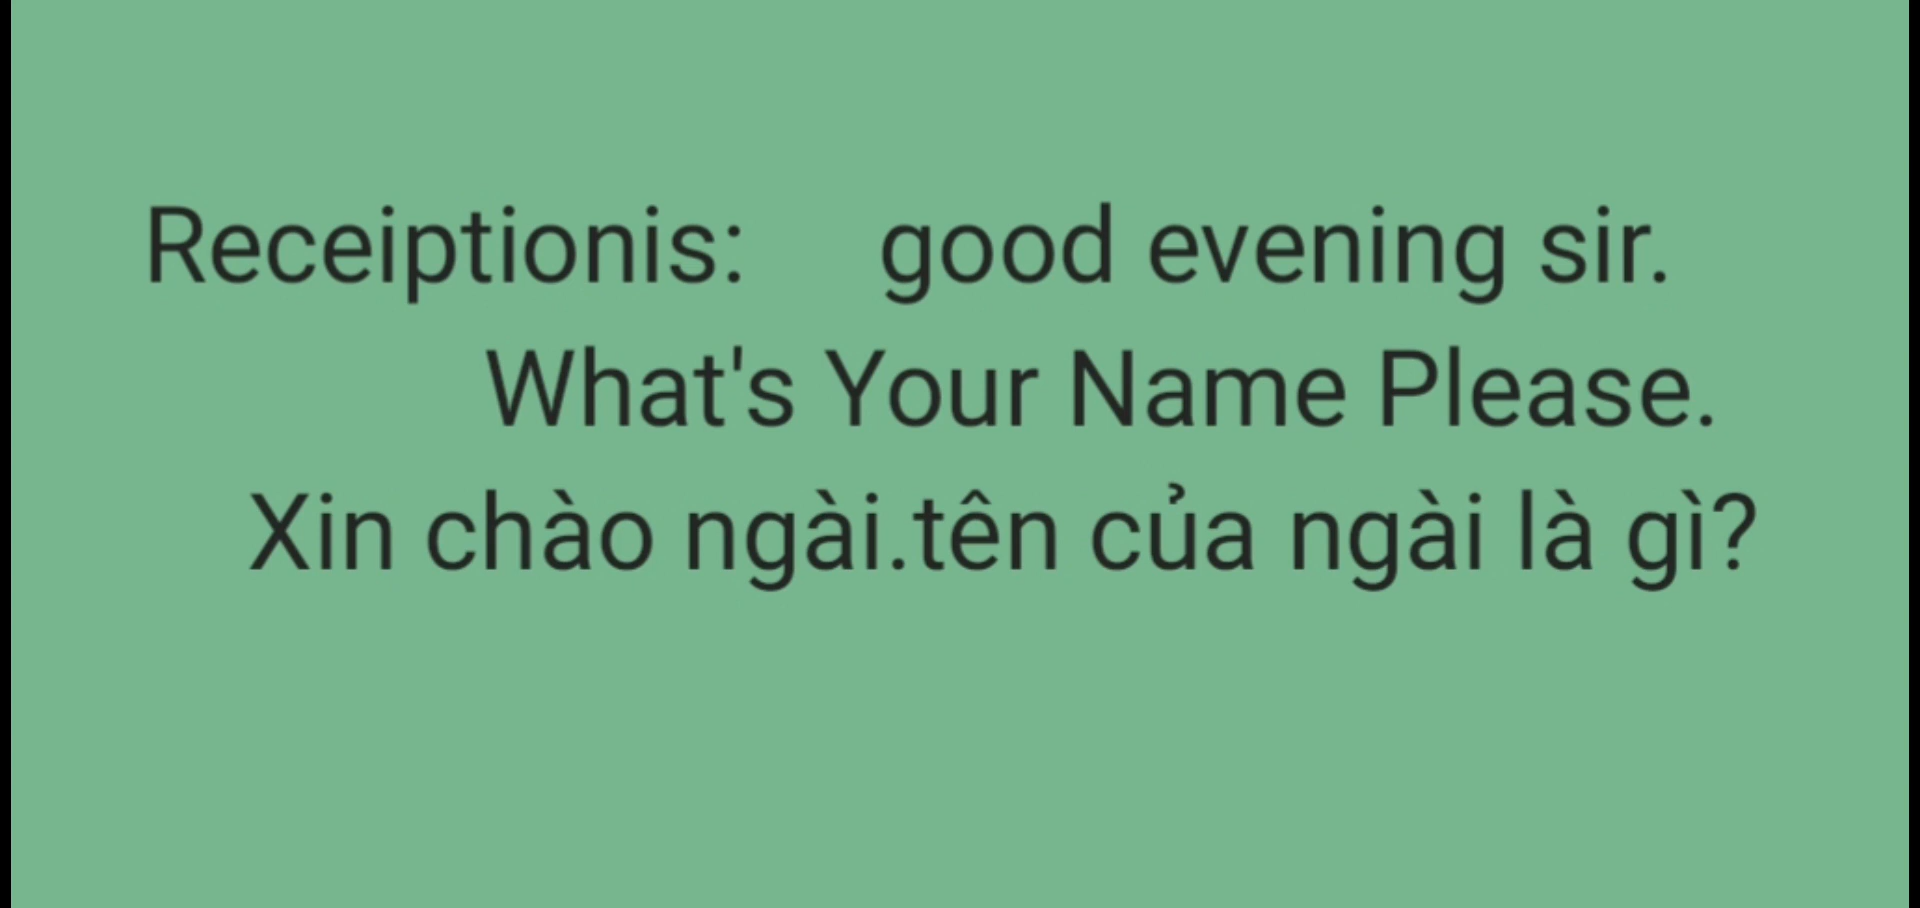 Receiptionis: good evening sir.
What's Your Name Please.
Xin chào ngài.tên của ngài là gì?